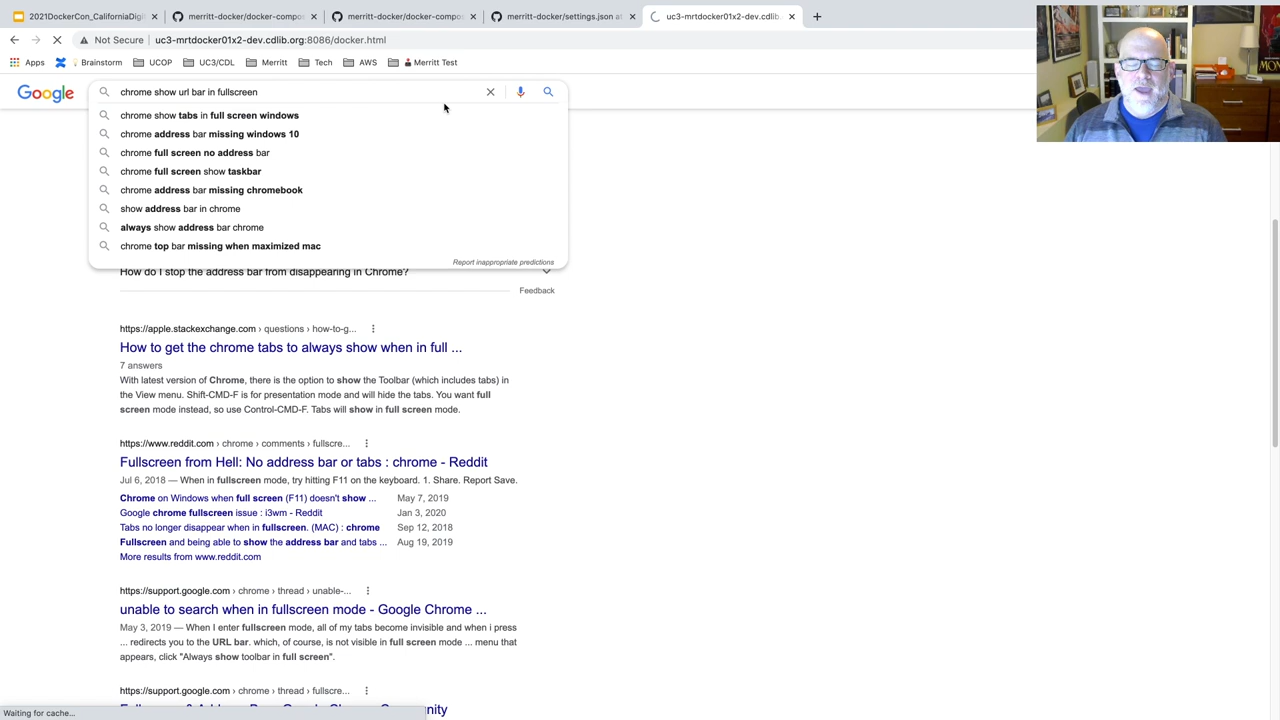 2021DockerCon_CaliforniaDigi
merritt-docker/docker-compos
merritt-docker/docker-compos
merritt-docker/settings.json at
uc3-mrtdocker01x2-dev.cdlib.
Not Secure
uc3-mrtdocker01x2-dev.cdlib.org:8086/docker.html
Apps
Brainstorm
UCOP
UC3/CDL
Merritt
Tech
AWS
Merritt Test
Google
chrome show url bar in fullscreen
chrome show tabs in full screen windows
chrome address bar missing windows 10
chrome full screen no address bar
chrome full screen show taskbar
chrome address bar missing chromebook
show address bar in chrome
always show address bar chrome
chrome top bar missing when maximized mac
Report inappropriate predictions
How do I stop the address bar from disappearing in Chrome?
Feedback
https://apple.stackexchange.com › questions › how-to-g...
How to get the chrome tabs to always show when in full ...
7 answers
With latest version of Chrome, there is the option to show the Toolbar (which includes tabs) in
the View menu. Shift-CMD-F is for presentation mode and will hide the tabs. You want full
screen mode instead, so use Control-CMD-F. Tabs will show in full screen mode.
https://www.reddit.com › chrome › comments › fullscre...
Fullscreen from Hell: No address bar or tabs : chrome - Reddit
Jul 6, 2018 — When in fullscreen mode, try hitting F11 on the keyboard. 1. Share. Report Save.
Chrome on Windows when full screen (F11) doesn't show ... May 7, 2019
Google chrome fullscreen issue : i3wm - Reddit Jan 3, 2020
Tabs no longer disappear when in fullscreen. (MAC) : chrome Sep 12, 2018
Fullscreen and being able to show the address bar and tabs ... Aug 19, 2019
More results from www.reddit.com
https://support.google.com › chrome › thread › unable-...
unable to search when in fullscreen mode - Google Chrome ...
May 3, 2019 — When I enter fullscreen mode, all of my tabs become invisible and when i press
... redirects you to the URL bar. which, of course, is not visible in full screen mode ... menu that
appears, click "Always show toolbar in full screen".
https://support.google.com › chrome › thread › fullscre...
Waiting for cache...